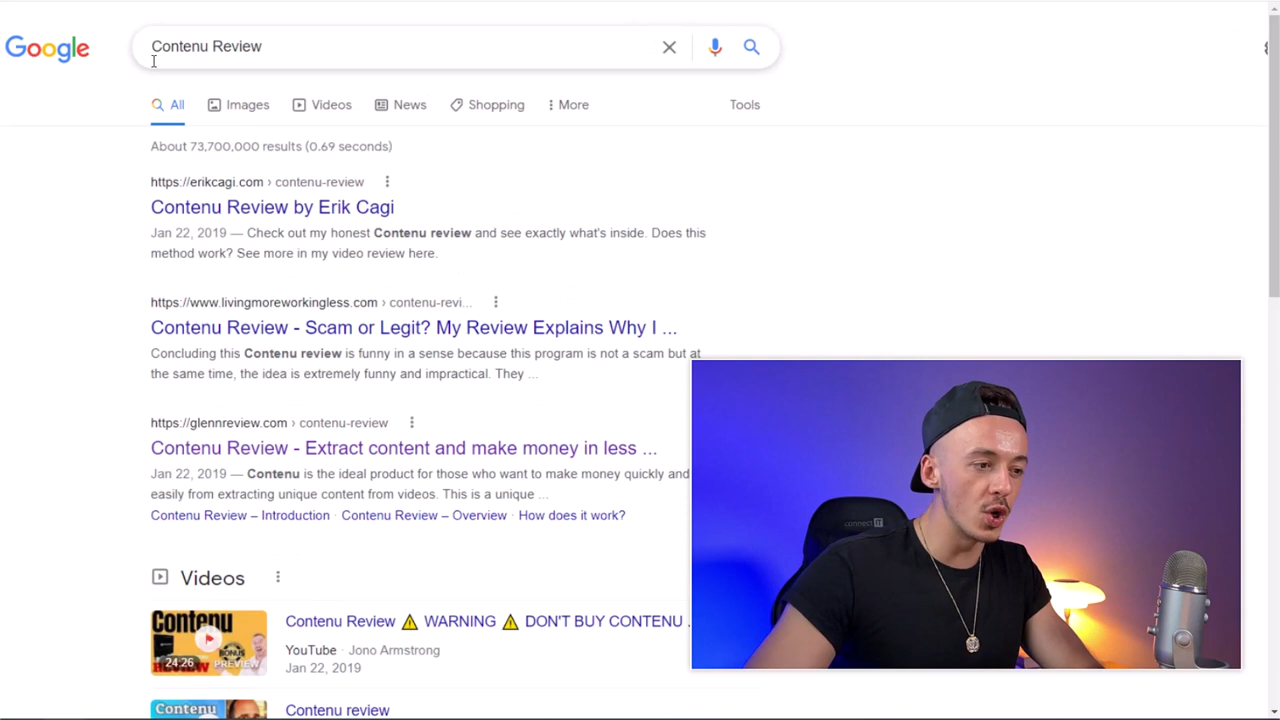 Google
Contenu Review
All
Images
Videos
News
Shopping
More
Tools
About 73,700,000 results (0.69 seconds)
https://erikcagi.com › contenu-review
Contenu Review by Erik Cagi
Jan 22, 2019 — Check out my honest Contenu review and see exactly what's inside. Does this
method work? See more in my video review here.
https://www.livingmoreworkingless.com › contenu-revi...
Contenu Review - Scam or Legit? My Review Explains Why I ...
Concluding this Contenu review is funny in a sense because this program is not a scam but at
the same time, the idea is extremely funny and impractical. They ...
https://glennreview.com › contenu-review
Contenu Review - Extract content and make money in less ...
Jan 22, 2019 — Contenu is the ideal product for those who want to make money quickly and
easily from extracting unique content from videos. This is a unique ...
Contenu Review – Introduction · Contenu Review – Overview · How does it work?
Videos
Contenu
REVIEW
BONUS
24:26
PREVIEW
Contenu Review ⚠ WARNING ⚠ DON'T BUY CONTENU .
YouTube · Jono Armstrong
Jan 22, 2019
Contenu
Contenu review
connect IT